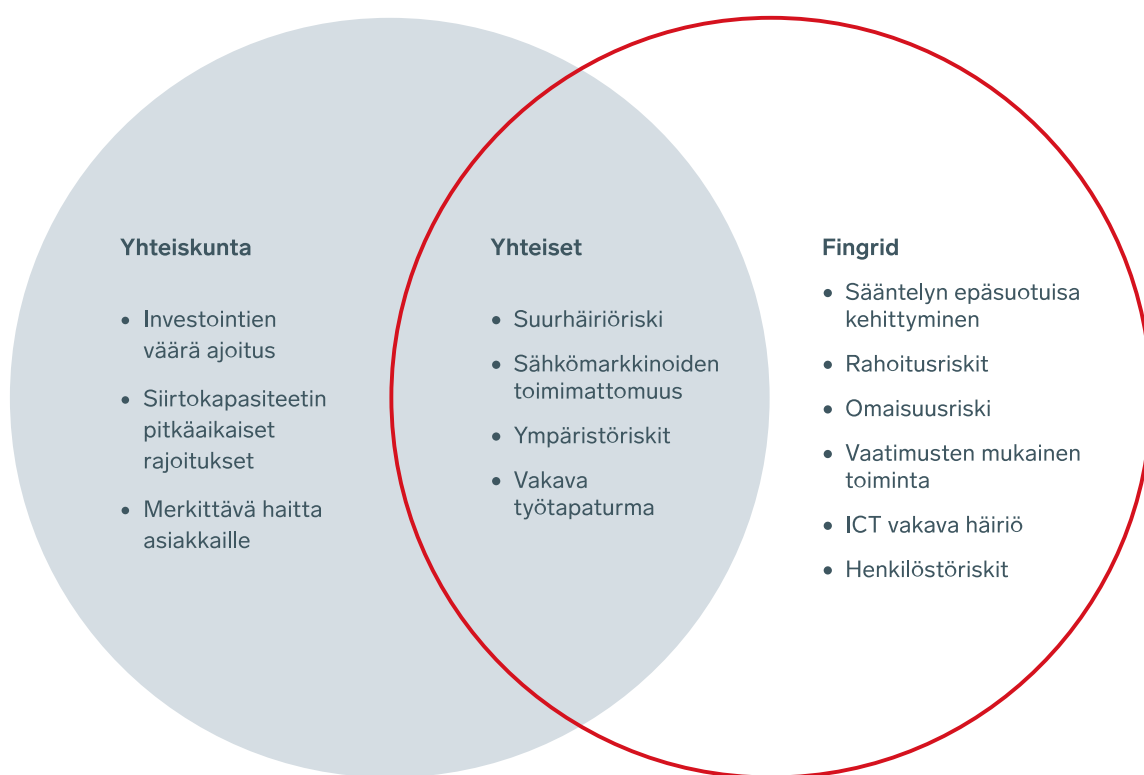 Yhteiskunta
• Investointien
väärä ajoitus
• Siirtokapasiteetin
pitkäaikaiset
rajoitukset
• Merkittävä haitta
asiakkaille
Yhteiset
• Suurhäiriöriski
• Sähkömarkkinoiden
toimimattomuus
• Ympäristöriskit
• Vakava
työtapaturma
Fingrid
• Sääntelyn epäsuotuisa
kehittyminen
• Rahoitusriskit
• Omaisuusriski
• Vaatimusten mukainen
toiminta
• ICT vakava häiriö
• Henkilöstöriskit